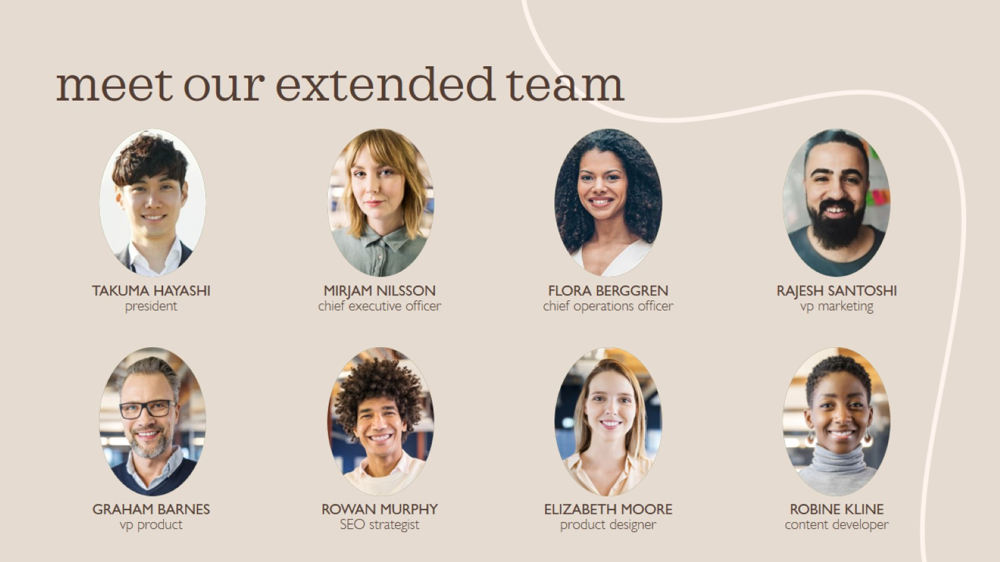 meet our extended team
TAKUMA HAYASHI
president
MIRJAM NILSSON
chief executive officer
FLORA BERGGREN
chief operations officer
RAJESH SANTOSHI
vp marketing
GRAHAM BARNES
vp product
ROWAN MURPHY
SEO strategist
ELIZABETH MOORE
product designer
ROBINE KLINE
content developer